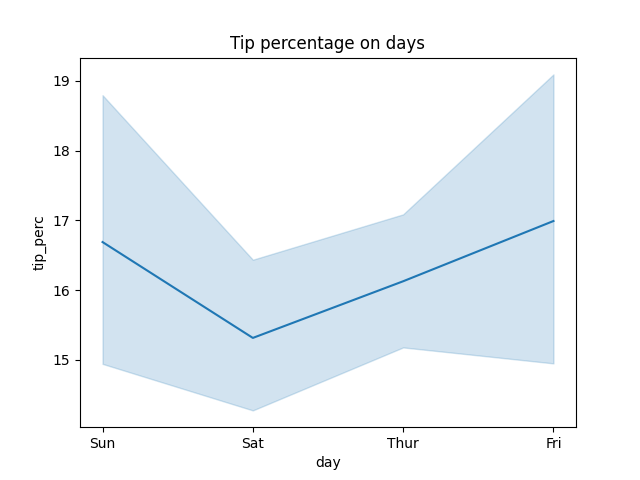 Tip percentage on days
tip_perc
19
18
17
16
15
Sun Sat Thur Fri
day